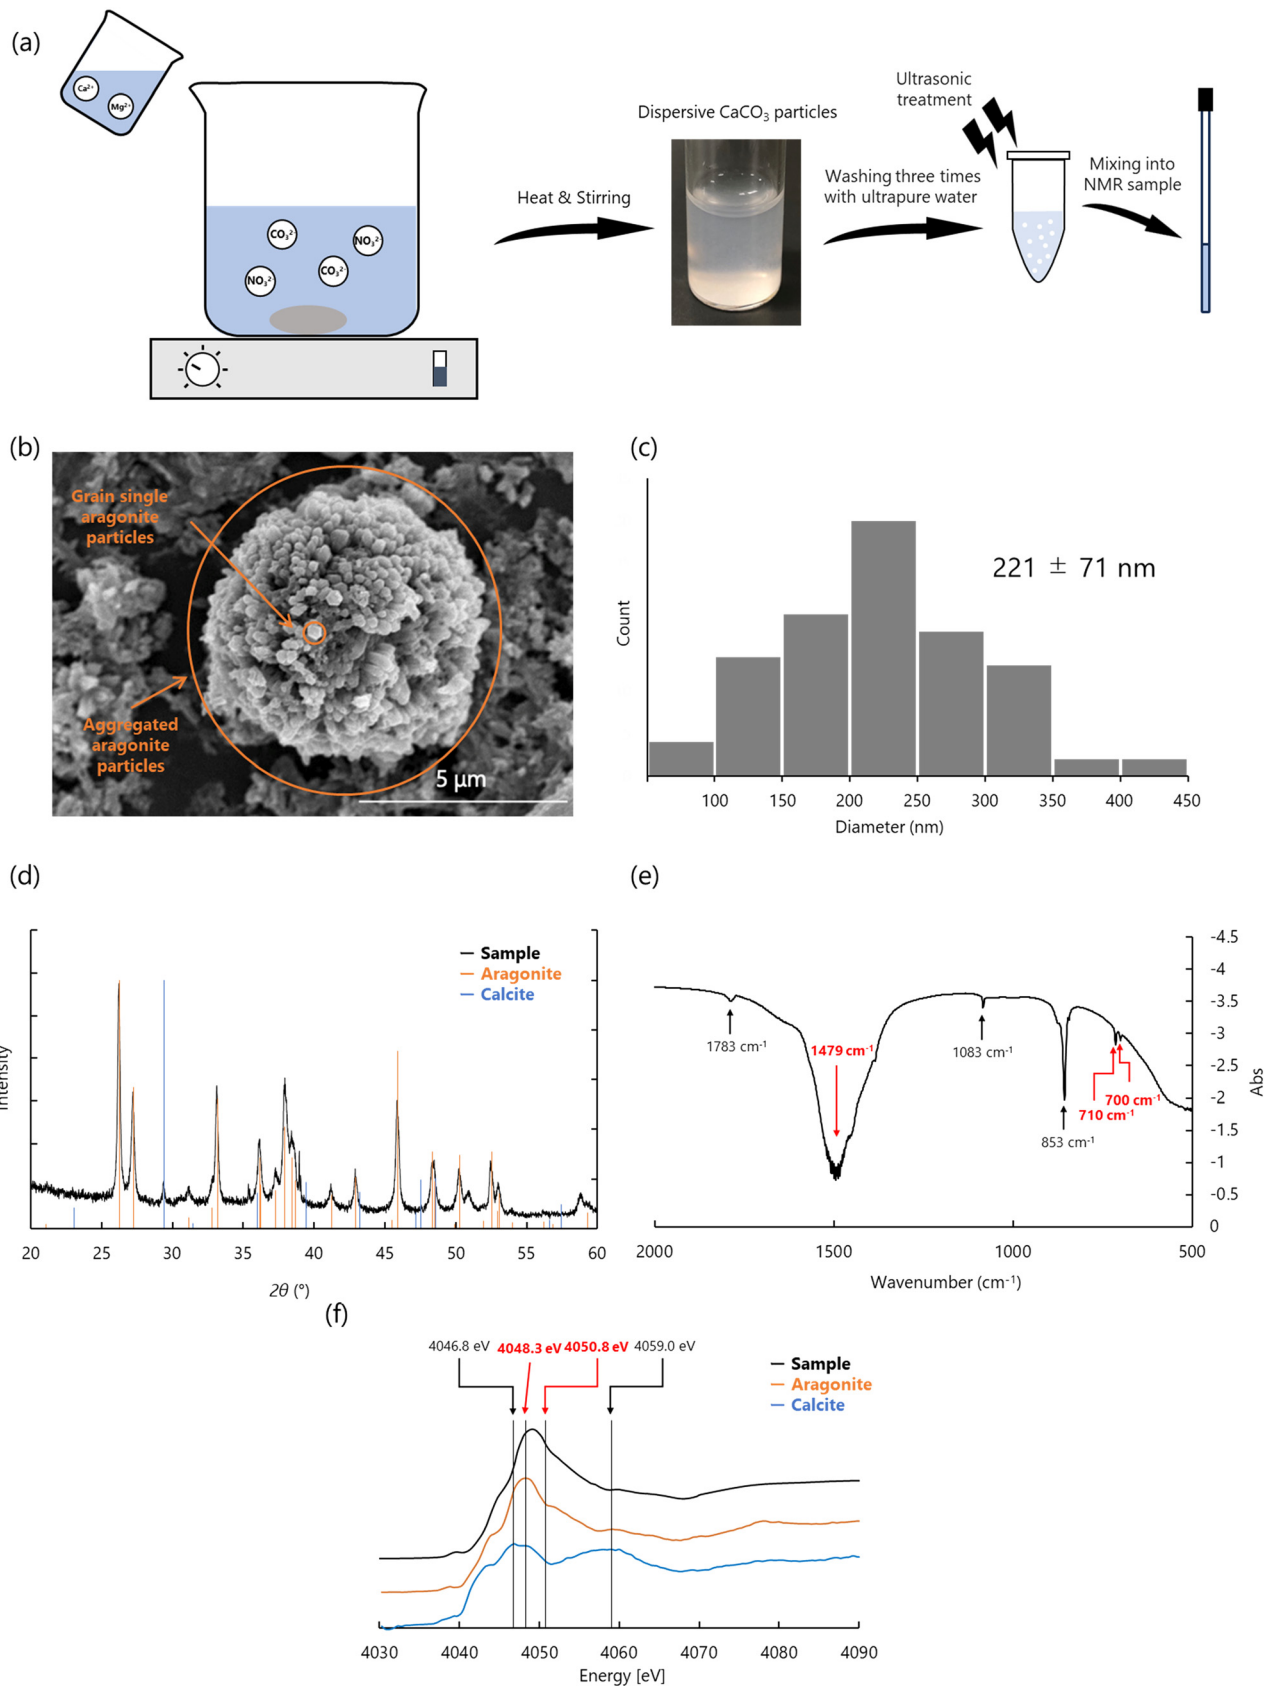 (a)
Ca²⁺
Mg²⁺
CO₃²⁻
NO₃²⁻
NO₃²⁻
CO₃²⁻
Heat & Stirring
Dispersive CaCO₃ particles
Washing three times
with ultrapure water
Ultrasonic
treatment
Mixing into
NMR sample
(b)
Grain single
aragonite
particles
Aggregated
aragonite
particles
5 μm
(c)
Count
221 ± 71 nm
100 150 200 250 300 350 400 450
Diameter (nm)
(d)
Intensity
Sample
Aragonite
Calcite
20 25 30 35 40 45 50 55 60
2θ (°)
(e)
1783 cm⁻¹
1479 cm⁻¹
1083 cm⁻¹
853 cm⁻¹
700 cm⁻¹
710 cm⁻¹
-4.5
-4
-3.5
-3
-2.5
-2
-1.5
-1
-0.5
0
Abs
2000 1500 1000 500
Wavenumber (cm⁻¹)
(f)
4046.8 eV 4048.3 eV 4050.8 eV 4059.0 eV
Sample
Aragonite
Calcite
4030 4040 4050 4060 4070 4080 4090
Energy [eV]